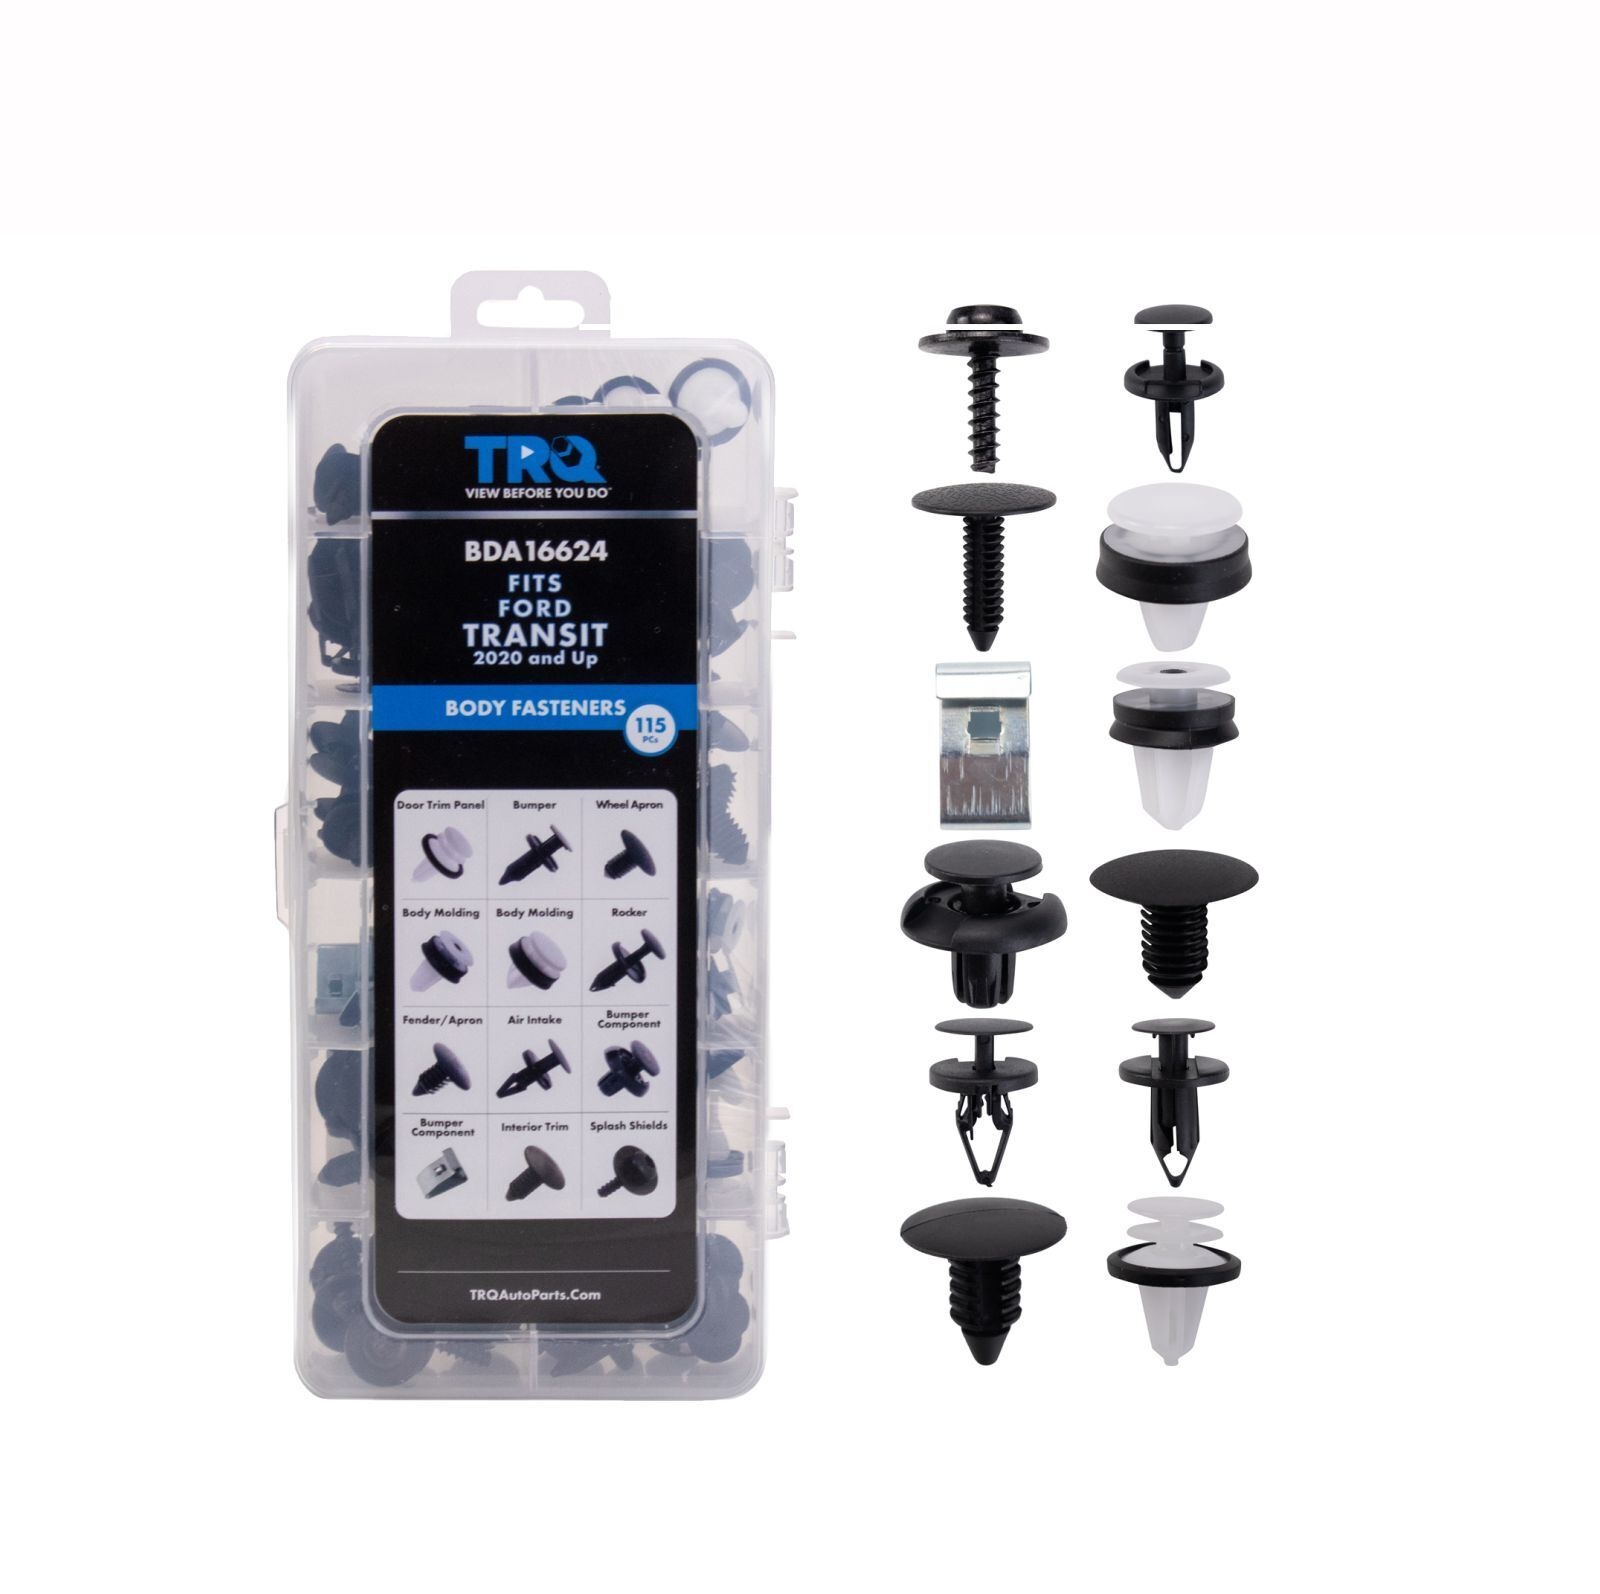 TRQ
VIEW BEFORE YOU DO™
BDA16624
FITS
FORD
TRANSIT
2020 and Up
BODY FASTENERS
115
PCs
Door Trim Panel
Bumper
Wheel Apron
Body Molding
Body Molding
Rocker
Fender/Apron
Air Intake
Bumper
Component
Bumper
Component
Interior Trim
Splash Shields
TRQAutoParts.Com